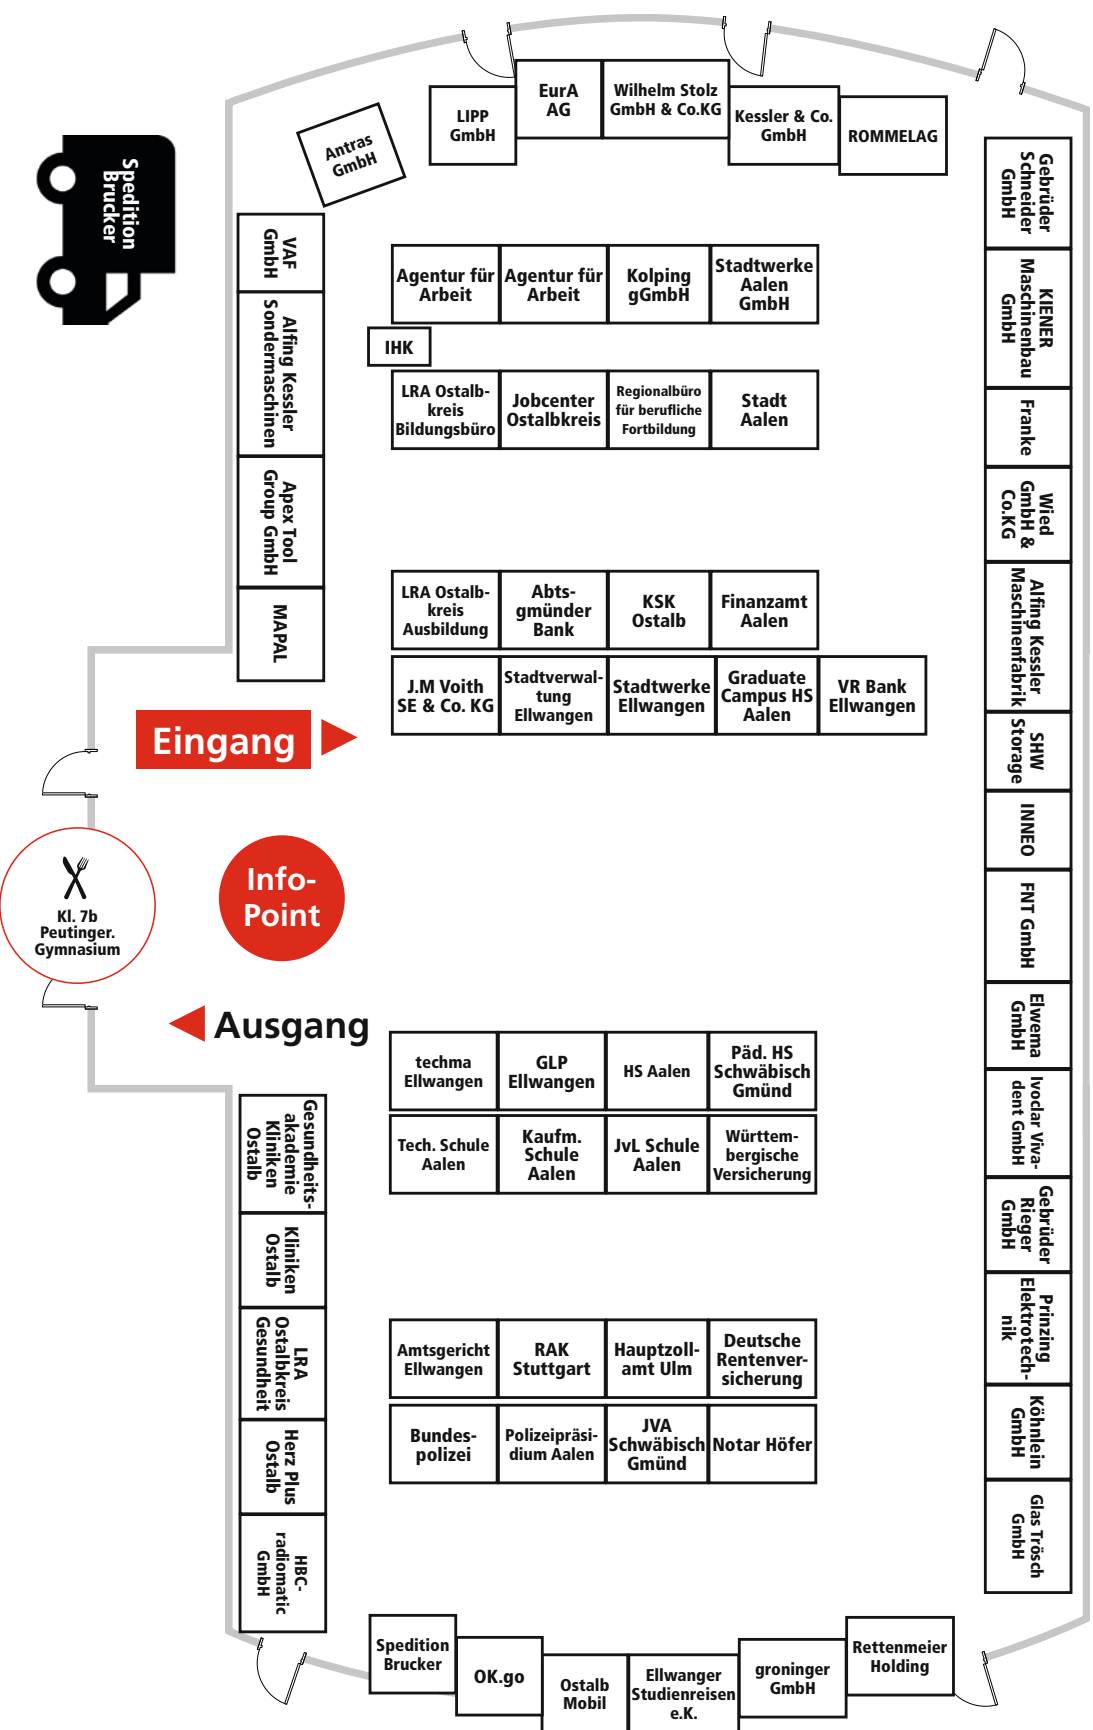 EurA
AG
Wilhelm Stolz
GmbH & Co.KG
LIPP
GmbH
Kessler & Co.
GmbH
ROMMELAG
Antras
GmbH
Spedition
Brucker
VAF
GmbH
Alfing Kessler
Sondermaschinen
Apex Tool
Group GmbH
MAPAL
Agentur für
Arbeit
Agentur für
Arbeit
Kolping
gGmbH
Stadtwerke
Aalen
GmbH
IHK
LRA Ostalb-
kreis
Bildungsbüro
Jobcenter
Ostalbkreis
Regionalbüro
für berufliche
Fortbildung
Stadt
Aalen
LRA Ostalb-
kreis
Ausbildung
Abts-
gmünder
Bank
KSK
Ostalb
Finanzamt
Aalen
J.M Voith
SE & Co. KG
Stadtverwal-
tung
Ellwangen
Stadtwerke
Ellwangen
Graduate
Campus HS
Aalen
VR Bank
Ellwangen
Gebrüder
Schneider
GmbH
KIENER
Maschinenbau
GmbH
Franke
Wied
GmbH &
Co.KG
Alfing Kessler
Maschinenfabrik
SHW
Storage
INNEO
FNT GmbH
Elwema
GmbH
Ivoclar Viva-
dent GmbH
Gebrüder
Rieger
GmbH
Prinzing
Elektrotech-
nik
Köhnlein
GmbH
Glas Trösch
GmbH
Eingang
Info-
Point
Kl. 7b
Peutinger.
Gymnasium
Ausgang
techma
Ellwangen
GLP
Ellwangen
HS Aalen
Päd. HS
Schwäbisch
Gmünd
Tech. Schule
Aalen
Kaufm.
Schule
Aalen
JvL Schule
Aalen
Württem-
bergische
Versicherung
Gesundheits-
akademie
Kliniken
Ostalb
Kliniken
Ostalb
LRA
Ostalbkreis
Gesundheit
Herz Plus
Ostalb
HBC-
radiomatic
GmbH
Amtsgericht
Ellwangen
RAK
Stuttgart
Hauptzoll-
amt Ulm
Deutsche
Rentenver-
sicherung
Bundes-
polizei
Polizeipräsi-
dium Aalen
JVA
Schwäbisch
Gmünd
Notar Höfer
Spedition
Brucker
OK.go
Ostalb
Mobil
Ellwanger
Studienreisen
e.K.
groninger
GmbH
Rettenmeier
Holding